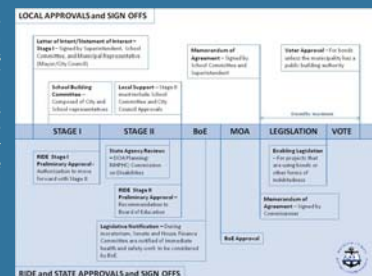 LOCAL APPROVALS and SIGN OFFS
Letter of Intent/Statement of Interest –
Stage I – Signed by Superintendent, School
Committee, and Municipal Representative
(Mayor/City Council)
Memorandum of
Agreement – Signed by
School Committee and
Superintendent
Voter Approval – For bonds
unless the municipality has a
public building authority
School Building
Committee –
Composed of City and
School representatives
Local Support – Stage II
must include School
Committee and City
Council Approvals
STAGE I
STAGE II
BoE
MOA
LEGISLATION
VOTE
RIDE Stage I
Preliminary Approval –
Authorization to move
forward with Stage II
State Agency Reviews
– DOA Planning,
RIHPHC, Commission
on Disabilities
RIDE Stage II
Preliminary Approval –
Recommendation to
Board of Education
Enabling Legislation
– For projects that
are using bonds or
other forms of
indebtedness
Memorandum of
Agreement – Signed by
Commissioner
Legislative Notification – During
moratorium, Senate and House Finance
Committee are notified of immediate
health and safety work to be considered
by BoE
BoE Approval
RIDE and STATE APPROVALS and SIGN OFFS